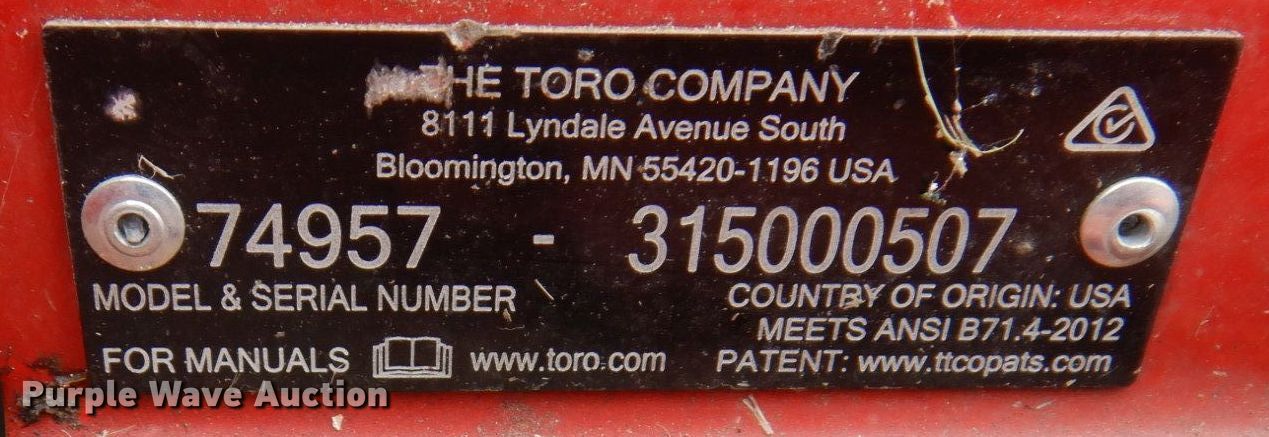 THE TORO COMPANY
8111 Lyndale Avenue South
Bloomington, MN 55420-1196 USA
74957 - 315000507
MODEL & SERIAL NUMBER
COUNTRY OF ORIGIN: USA
MEETS ANSI B71.4-2012
FOR MANUALS www.toro.com
PATENT: www.ttcopats.com
Purple Wave Auction